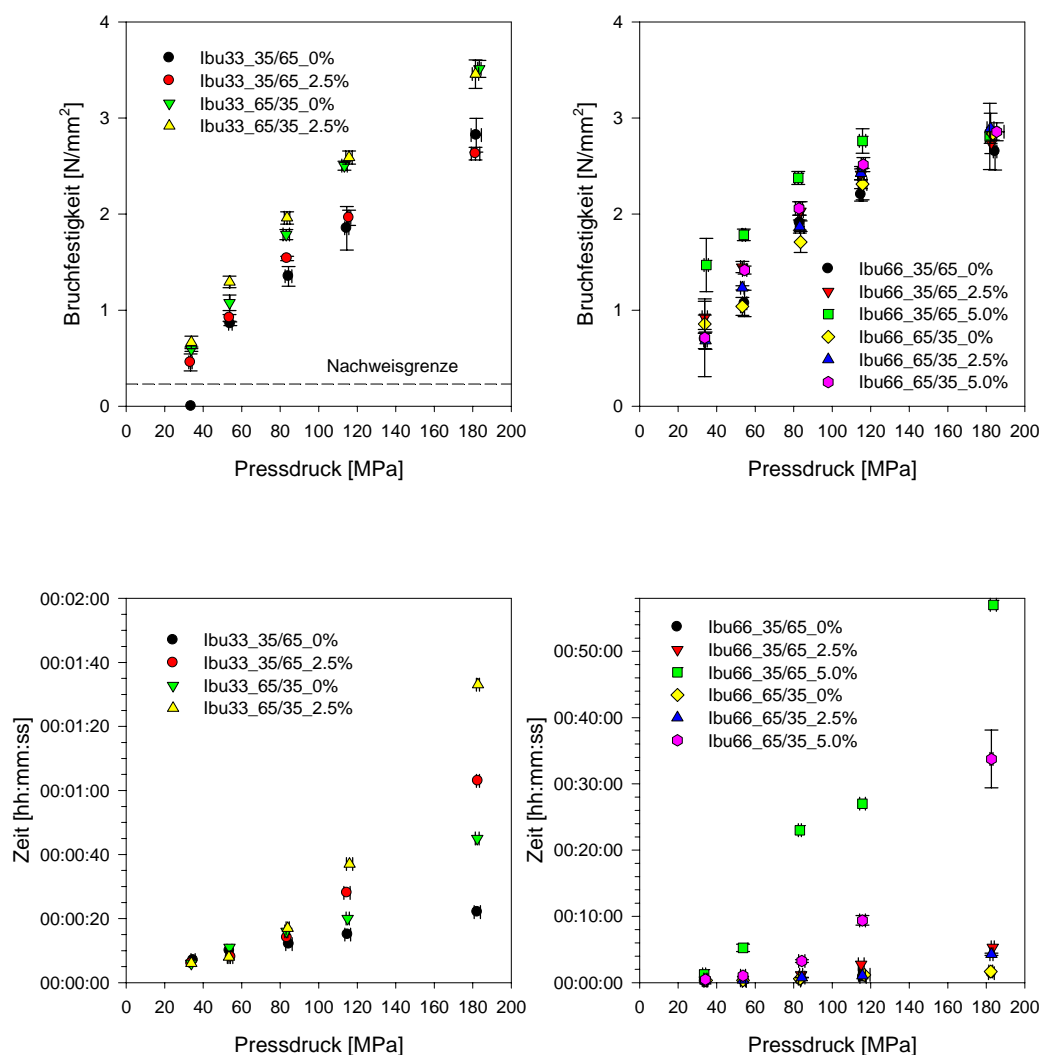 Bruchfestigkeit [N/mm²]
4
3
2
1
0
Ibu33_35/65_0%
Ibu33_35/65_2.5%
Ibu33_65/35_0%
Ibu33_65/35_2.5%
Nachweisgrenze
0 20 40 60 80 100 120 140 160 180 200
Pressdruck [MPa]
Bruchfestigkeit [N/mm²]
4
3
2
1
0
Ibu66_35/65_0%
Ibu66_35/65_2.5%
Ibu66_35/65_5.0%
Ibu66_65/35_0%
Ibu66_65/35_2.5%
Ibu66_65/35_5.0%
0 20 40 60 80 100 120 140 160 180 200
Pressdruck [MPa]
Zeit [hh:mm:ss]
00:02:00
00:01:40
00:01:20
00:01:00
00:00:40
00:00:20
00:00:00
Ibu33_35/65_0%
Ibu33_35/65_2.5%
Ibu33_65/35_0%
Ibu33_65/35_2.5%
0 20 40 60 80 100 120 140 160 180 200
Pressdruck [MPa]
Zeit [hh:mm:ss]
00:50:00
00:40:00
00:30:00
00:20:00
00:10:00
00:00:00
Ibu66_35/65_0%
Ibu66_35/65_2.5%
Ibu66_35/65_5.0%
Ibu66_65/35_0%
Ibu66_65/35_2.5%
Ibu66_65/35_5.0%
0 20 40 60 80 100 120 140 160 180 200
Pressdruck [MPa]